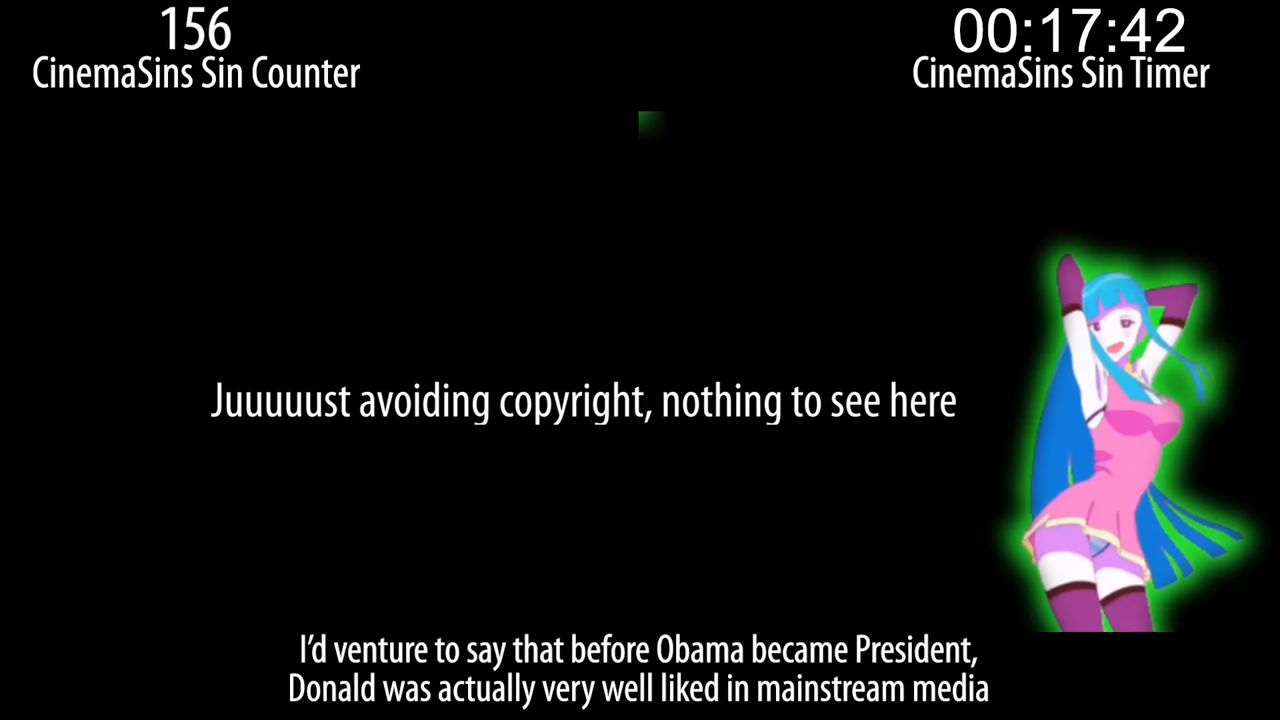 156
CinemaSins Sin Counter
00:17:42
CinemaSins Sin Timer
Juuuuust avoiding copyright, nothing to see here
I'd venture to say that before Obama became President,
Donald was actually very well liked in mainstream media